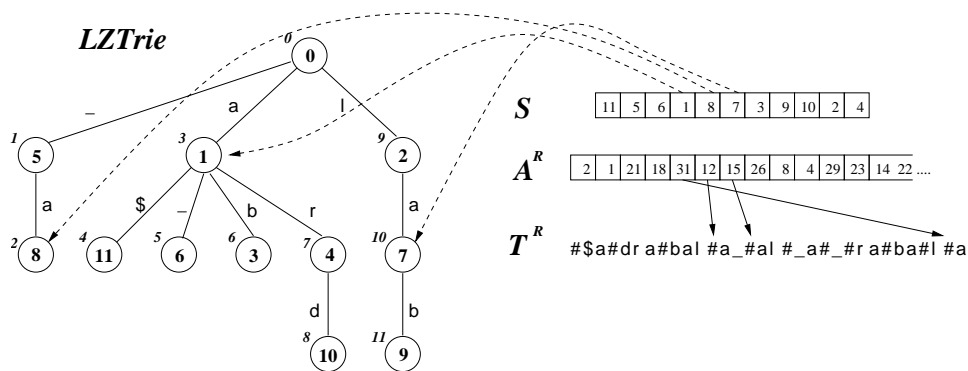 LZTrie
0
0
_
a
l
S
11 5 6 1 8 7 3 9 10 2 4
1
5
3
1
9
2
A R
2 1 21 18 31 12 15 26 8 4 29 23 14 22 ....
a
$
_
b
r
a
T R
#$a#dr a#bal #a_#al #_a#_#r a#ba#l #a
2
8
4
11
5
6
6
3
7
4
10
7
d
b
8
10
11
9